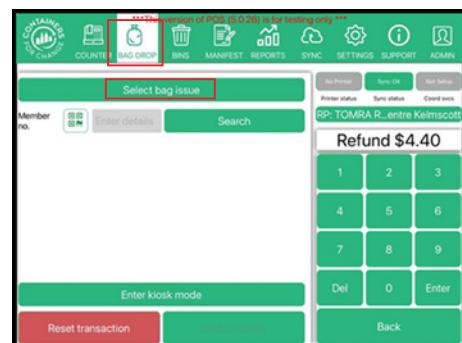 ***This version of POS (5.0.26) is for testing only ***
CONTAINERS FOR CHANGE
COUNTER BAG DROP BINS MANIFEST REPORTS SYNC SETTINGS SUPPORT ADMIN
Select bag issue
No Printer Sync OK Not Setup
Printer status Sync status Coord svcs
Member no. Enter details Search
RP: TOMRA R...entre Kelmscott
Refund $4.40
1 2 3
4 5 6
7 8 9
Del 0 Enter
Enter kiosk mode
Reset transaction
Back